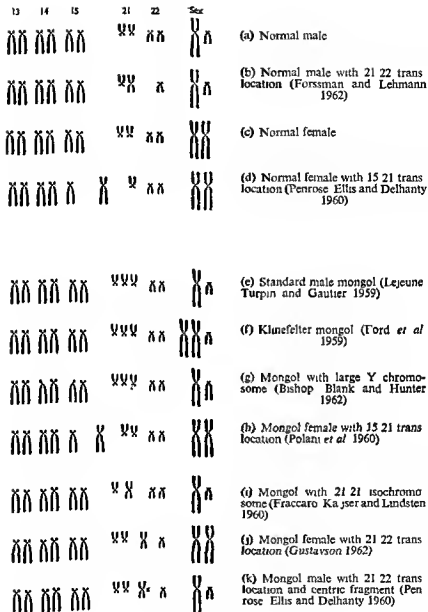 13 14 15 21 22 Sex
(a) Normal male
(b) Normal male with 21 22 trans
location (Forssman and Lehmann
1962)
(c) Normal female
(d) Normal female with 15 21 trans
location (Penrose Ellis and Delhanty
1960)
(e) Standard male mongol (Lejeune
Turpin and Gautier 1959)
(f) Klinefelter mongol (Ford et al
1959)
(g) Mongol with large Y chromo-
some (Bishop Blank and Hunter
1962)
(h) Mongol female with 15 21 trans
location (Polani et al 1960)
(i) Mongol with 21 21 isochromo
some (Fraccaro Kaijser and Lindsten
1960)
(j) Mongol female with 21 22 trans
location (Gustavson 1962)
(k) Mongol male with 21 22 trans
location and centric fragment (Pen
rose Ellis and Delhanty 1960)